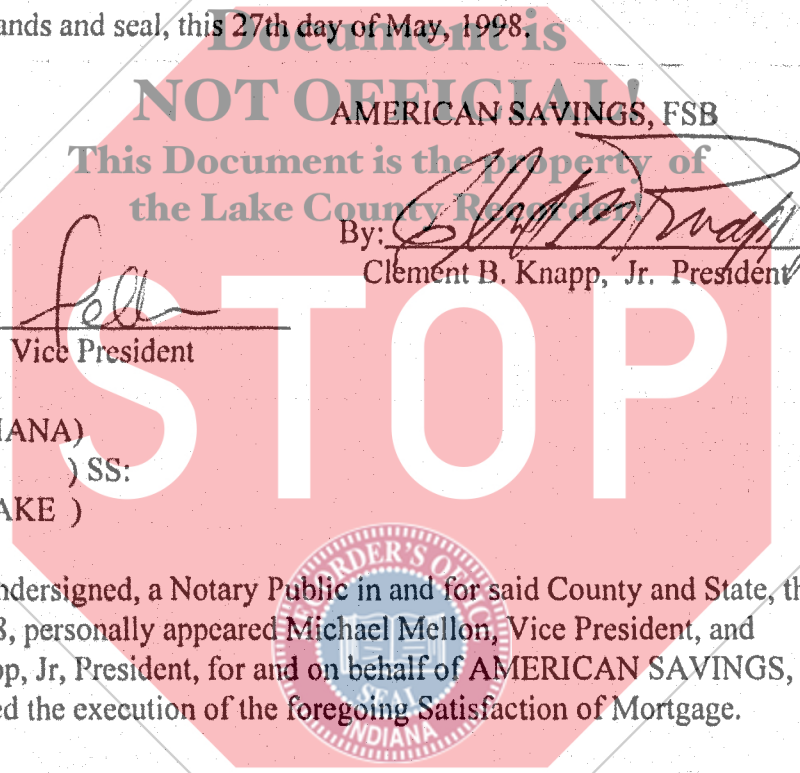 ands and seal, this 27th day of May, 1998.
Document is
NOT OFFICIAL!
AMERICAN SAVINGS, FSB
This Document is the property of
the Lake County Recorder!
By:
Clement B. Knapp, Jr. President
Vice President
STOP
IANA)
) SS:
AKE )
RECORDER'S OFFIC
ndersigned, a Notary Public in and for said County and State, th
8, personally appeared Michael Mellon, Vice President, and
pp, Jr, President, for and on behalf of AMERICAN SAVINGS,
ed the execution of the foregoing Satisfaction of Mortgage.
SEAL
INDIANA